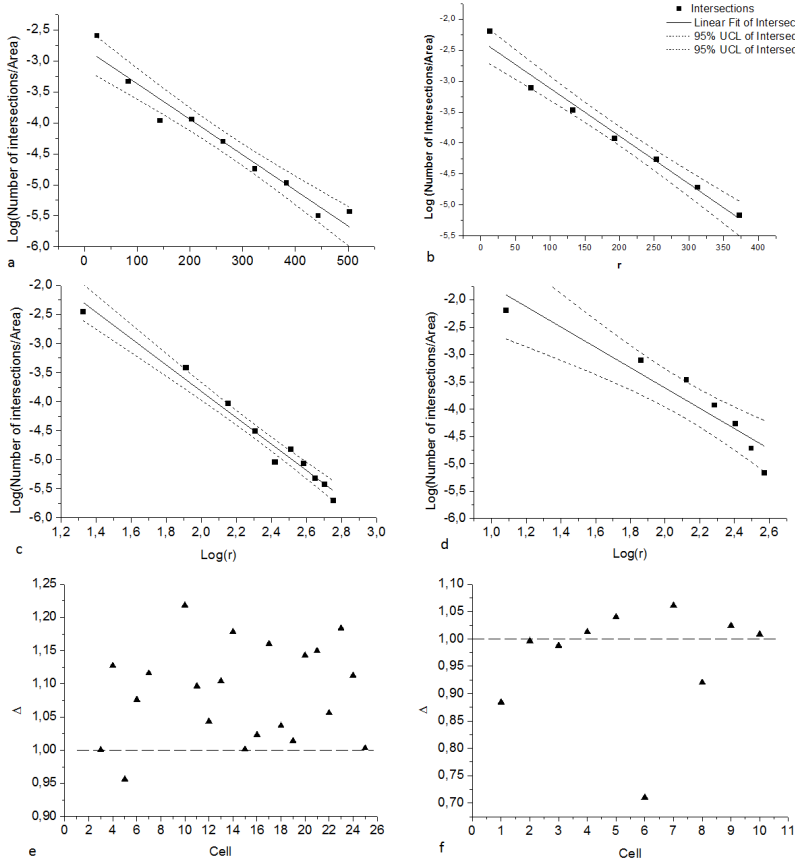 Intersections
Linear Fit of Intersec
95% UCL of Intersec
95% UCL of Intersec
Log(Number of intersections/Area)
-2,5
-3,0
-3,5
-4,0
-4,5
-5,0
-5,5
-6,0
0 100 200 300 400 500
a
Log (Number of Intersections/Area)
-2,0
-2,5
-3,0
-3,5
-4,0
-4,5
-5,0
-5,5
0 50 100 150 200 250 300 350 400
r
b
Log(Number of intersections/Area)
-2,0
-2,5
-3,0
-3,5
-4,0
-4,5
-5,0
-5,5
-6,0
1,2 1,4 1,6 1,8 2,0 2,2 2,4 2,6 2,8 3,0
Log(r)
c
Log(Number of intersections/Area)
-2,0
-2,5
-3,0
-3,5
-4,0
-4,5
-5,0
-5,5
-6,0
1,0 1,2 1,4 1,6 1,8 2,0 2,2 2,4 2,6
Log(r)
d
Δ
1,25
1,20
1,15
1,10
1,05
1,00
0,95
0,90
0 2 4 6 8 10 12 14 16 18 20 22 24 26
Cell
e
Δ
1,10
1,05
1,00
0,95
0,90
0,85
0,80
0,75
0,70
0 1 2 3 4 5 6 7 8 9 10 11
Cell
f